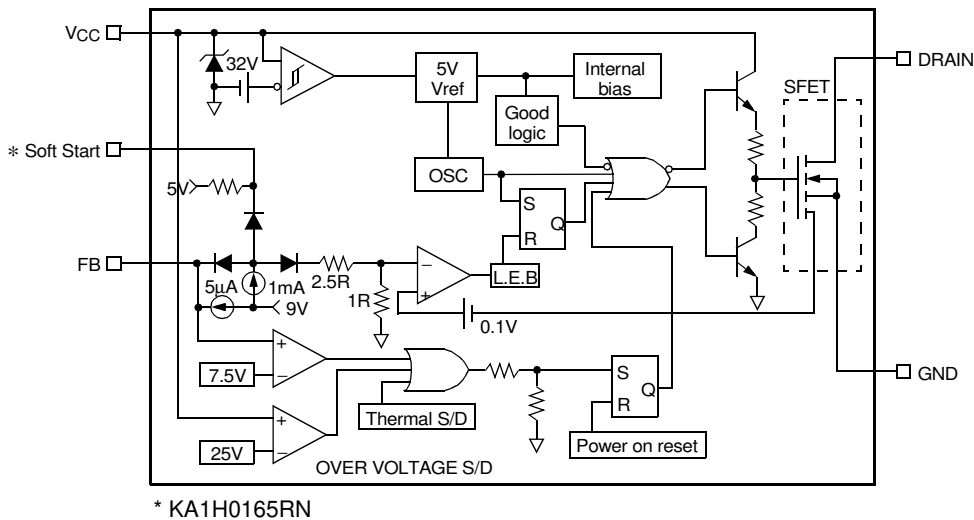 VCC
DRAIN
32V
5V
Vref
Internal
bias
SFET
Good
logic
∗ Soft Start
OSC
5V
S
Q
R
FB
2.5R
−
L.E.B
5µA
1mA
1R
+
9V
0.1V
+
7.5V
−
S
Q
GND
R
Thermal S/D
+
25V
−
Power on reset
OVER VOLTAGE S/D
* KA1H0165RN